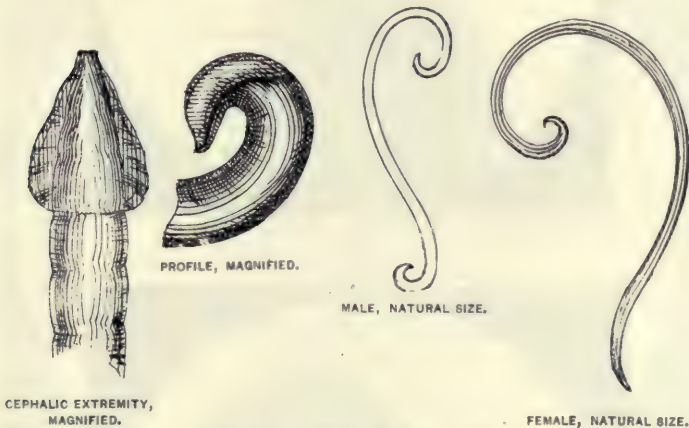 PROFILE, MAGNIFIED.
MALE, NATURAL SIZE.
CEPHALIC EXTREMITY,
MAGNIFIED.
FEMALE, NATURAL SIZE.